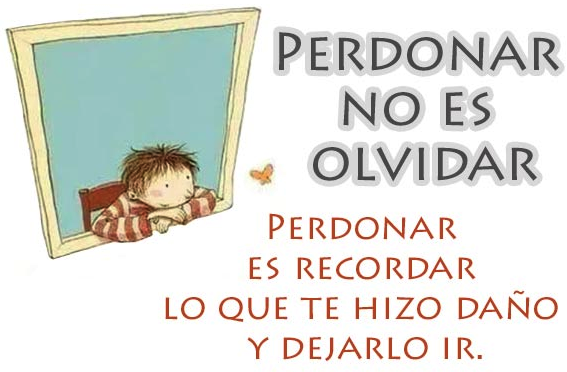 PERDONAR
NO ES
OLVIDAR
PERDONAR
ES RECORDAR
LO QUE TE HIZO DAÑO
Y DEJARLO IR.